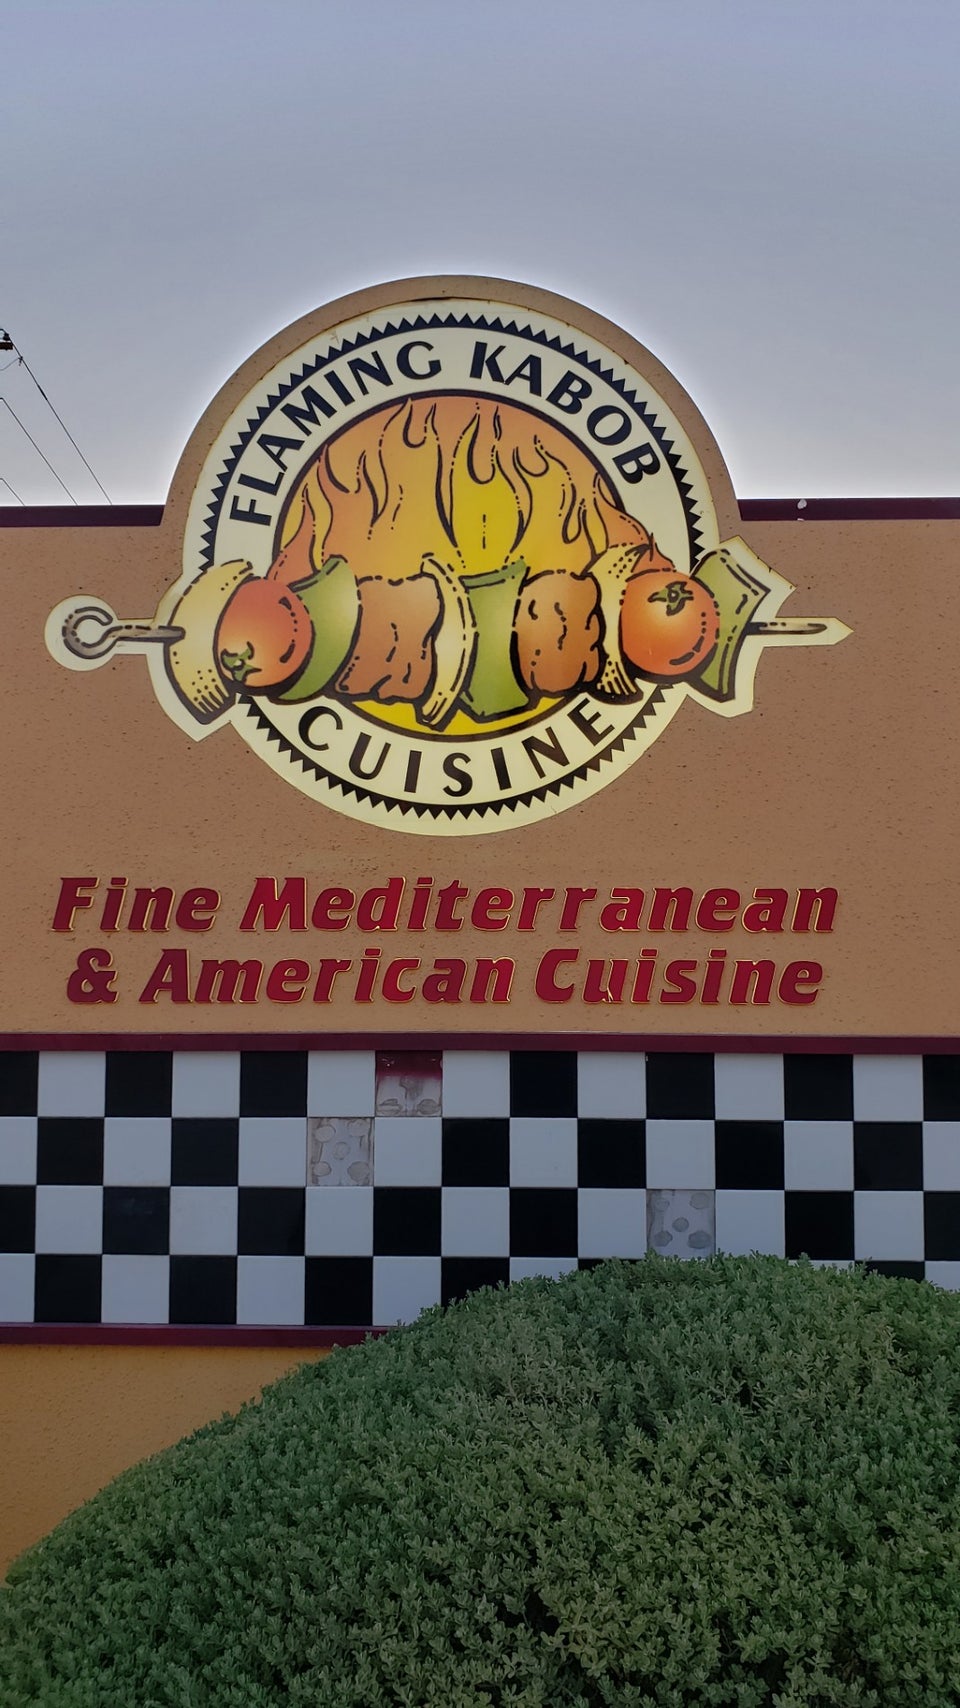 FLAMING KABOB
CUISINE
Fine Mediterranean
& American Cuisine